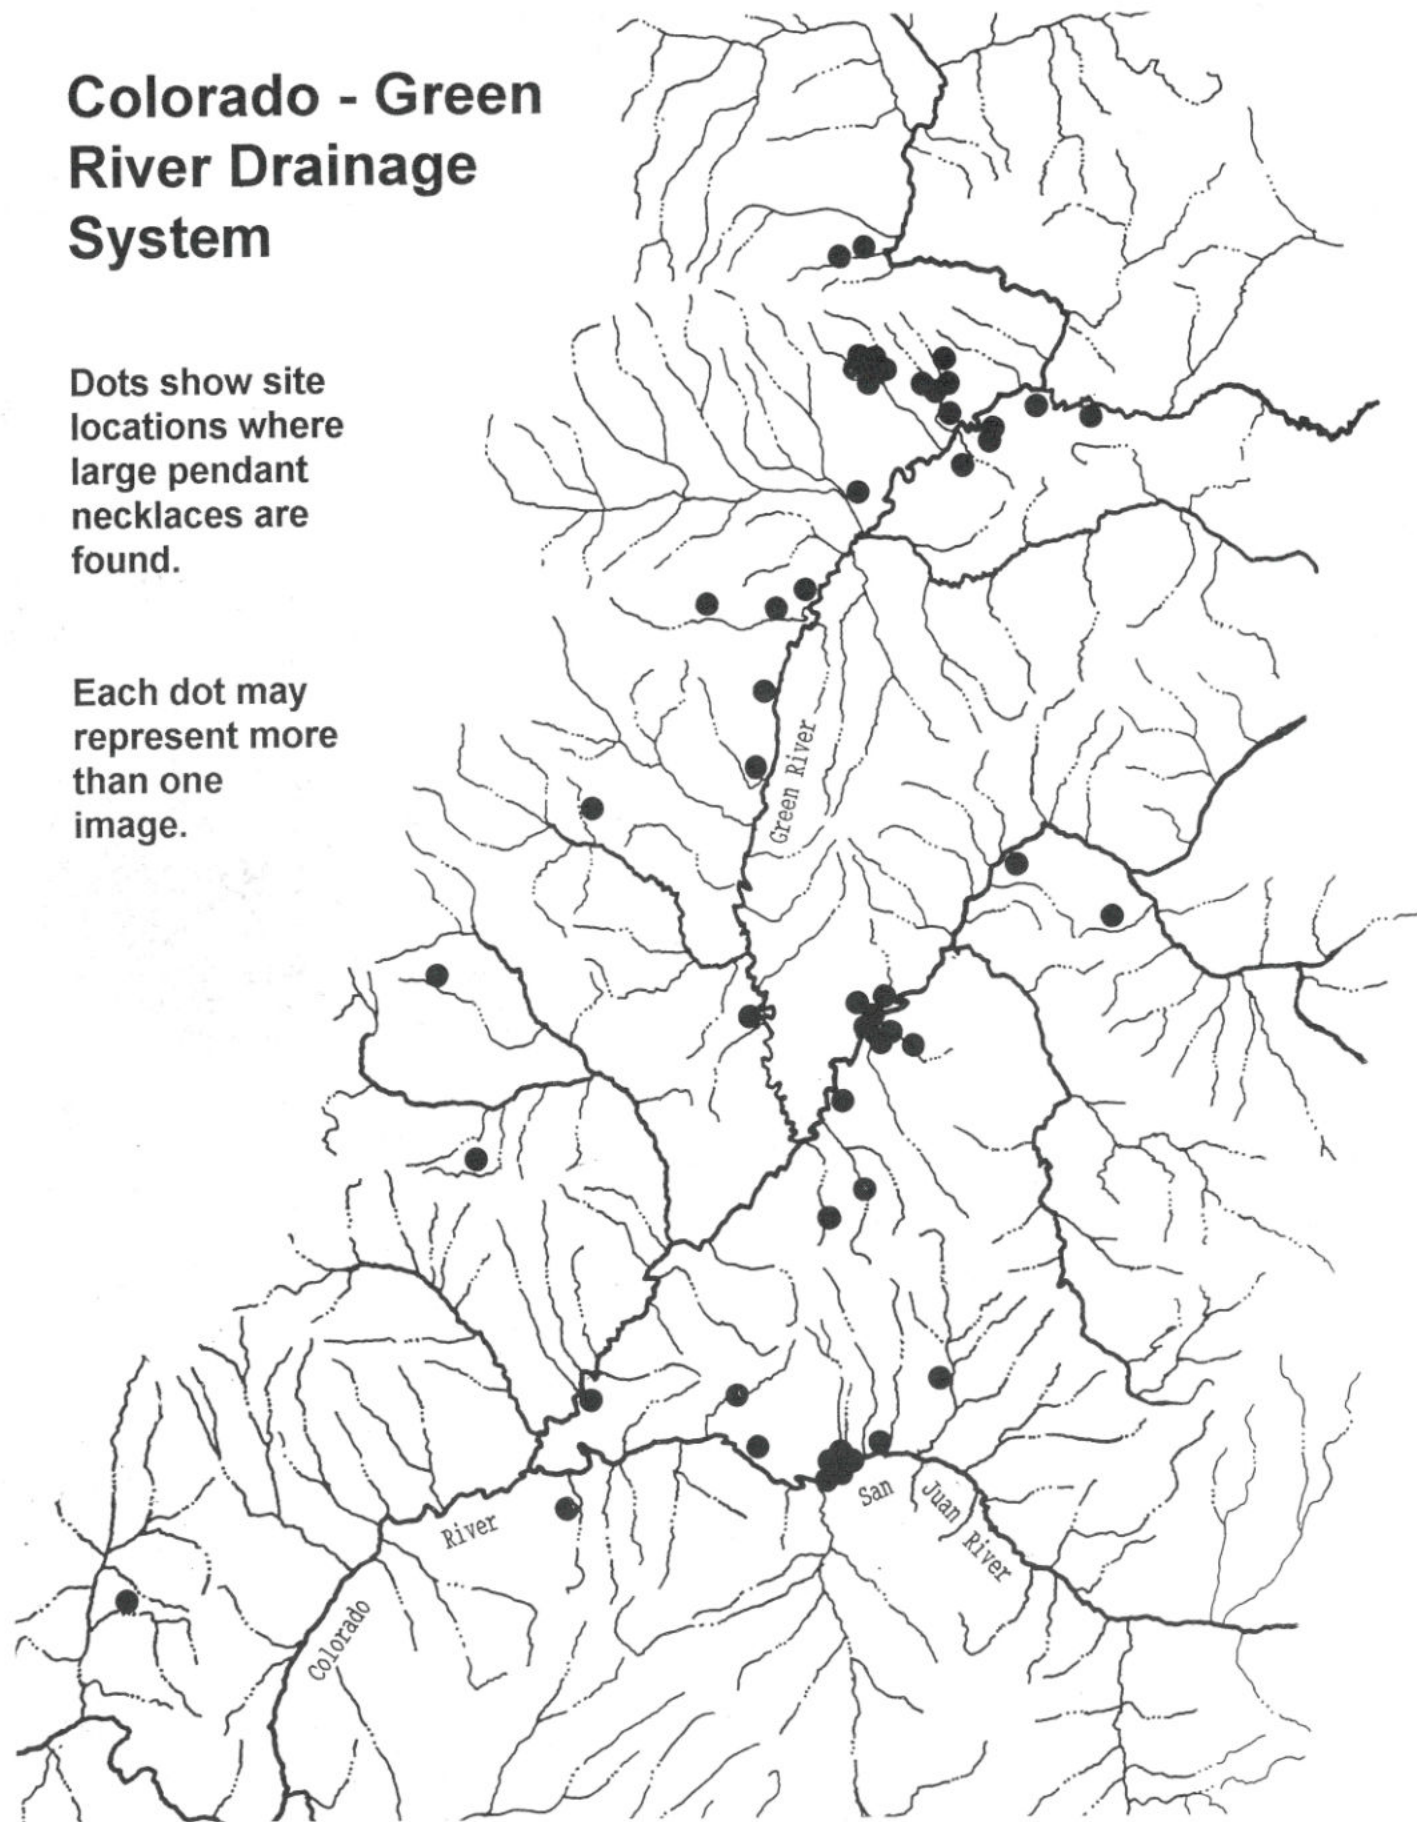 Colorado - Green
River Drainage
System
Dots show site
locations where
large pendant
necklaces are
found.
Each dot may
represent more
than one
image.
Green River
San Juan River
River
Colorado